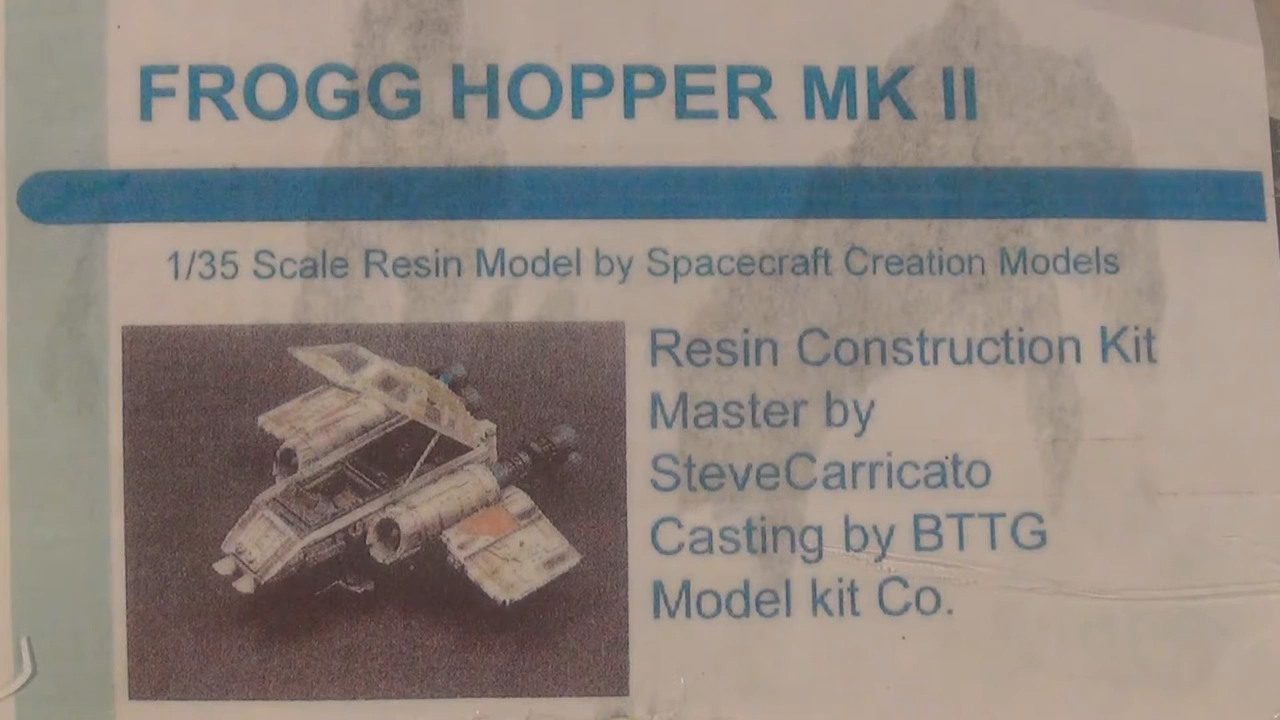 FROGG HOPPER MK II
1/35 Scale Resin Model by Spacecraft Creation Models
Resin Construction Kit
Master by
SteveCarricato
Casting by BTTG
Model kit Co.